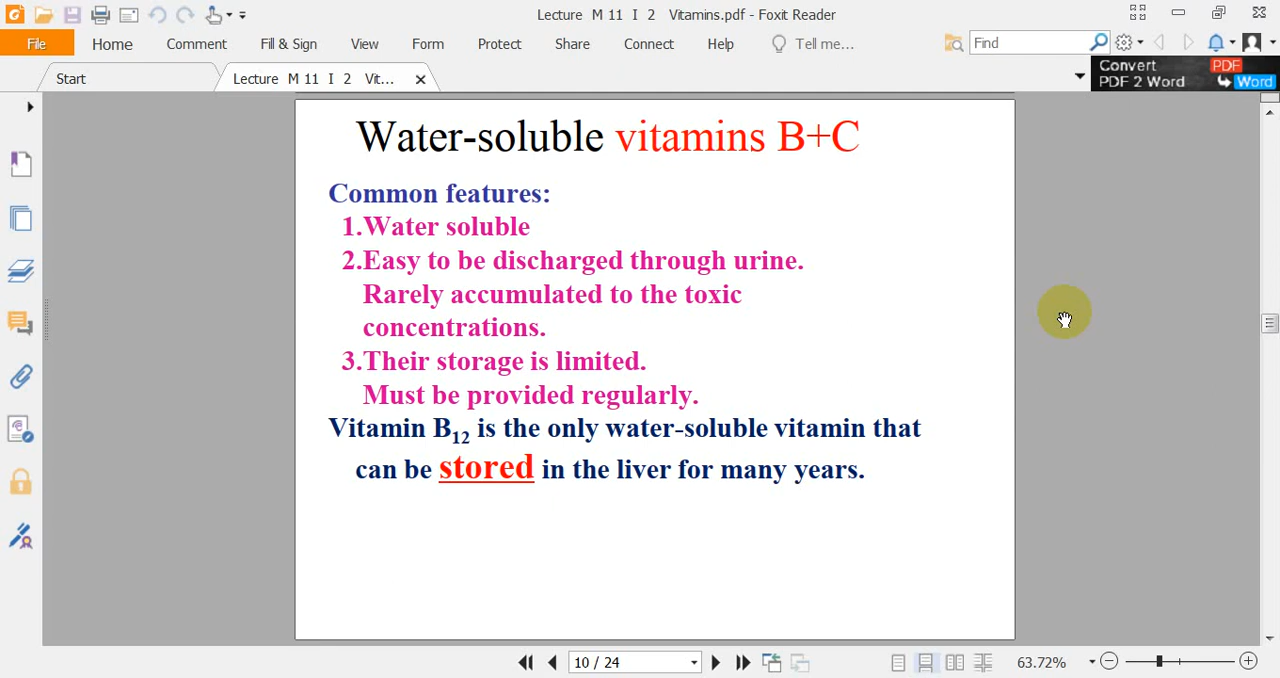 Lecture M 11 I 2 Vitamins.pdf - Foxit Reader
File Home Comment Fill & Sign View Form Protect Share Connect Help Tell me... Find
Start Lecture M 11 I 2 Vit... Convert PDF 2 Word PDF Word
Water-soluble vitamins B+C
Common features:
1.Water soluble
2.Easy to be discharged through urine.
Rarely accumulated to the toxic
concentrations.
3.Their storage is limited.
Must be provided regularly.
Vitamin B12 is the only water-soluble vitamin that
can be stored in the liver for many years.
10 / 24 63.72%